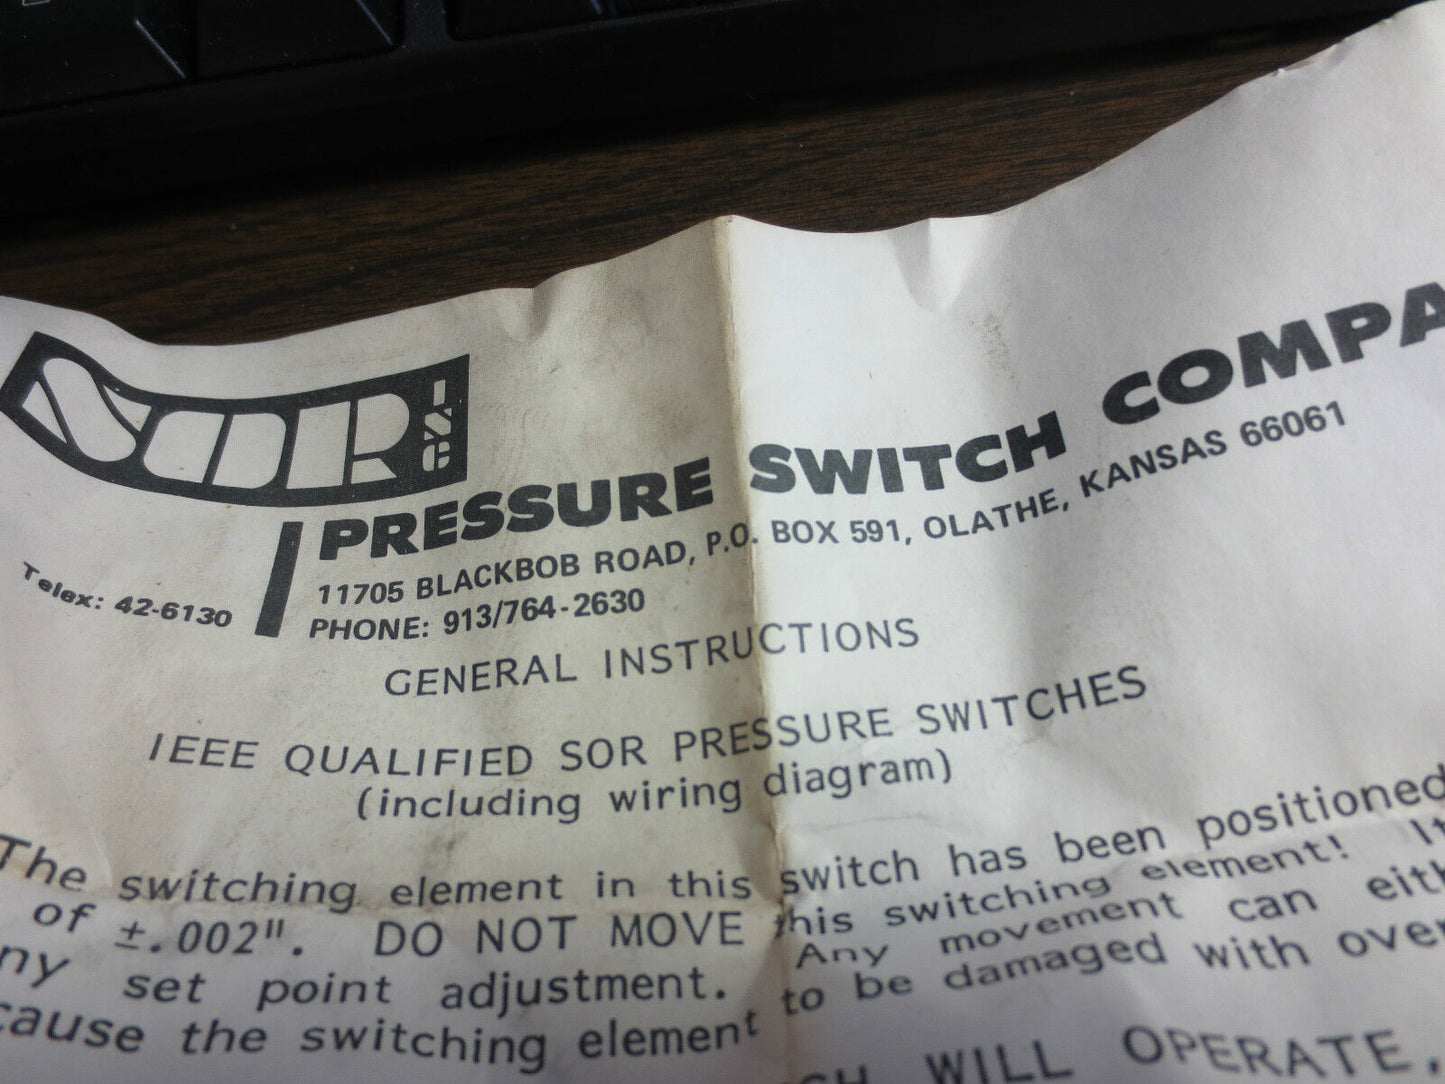 SOR INC
PRESSURE SWITCH COMPA
11705 BLACKBOB ROAD, P.O. BOX 591, OLATHE, KANSAS 66061
Telex: 42-6130
PHONE: 913/764-2630
GENERAL INSTRUCTIONS
IEEE QUALIFIED SOR PRESSURE SWITCHES
(including wiring diagram)
The switching element in this switch has been positioned
of ±.002". DO NOT MOVE this switching element! It
ny set point adjustment. Any movement can eith
cause the switching element to be damaged with over
CH WILL OPERATE,